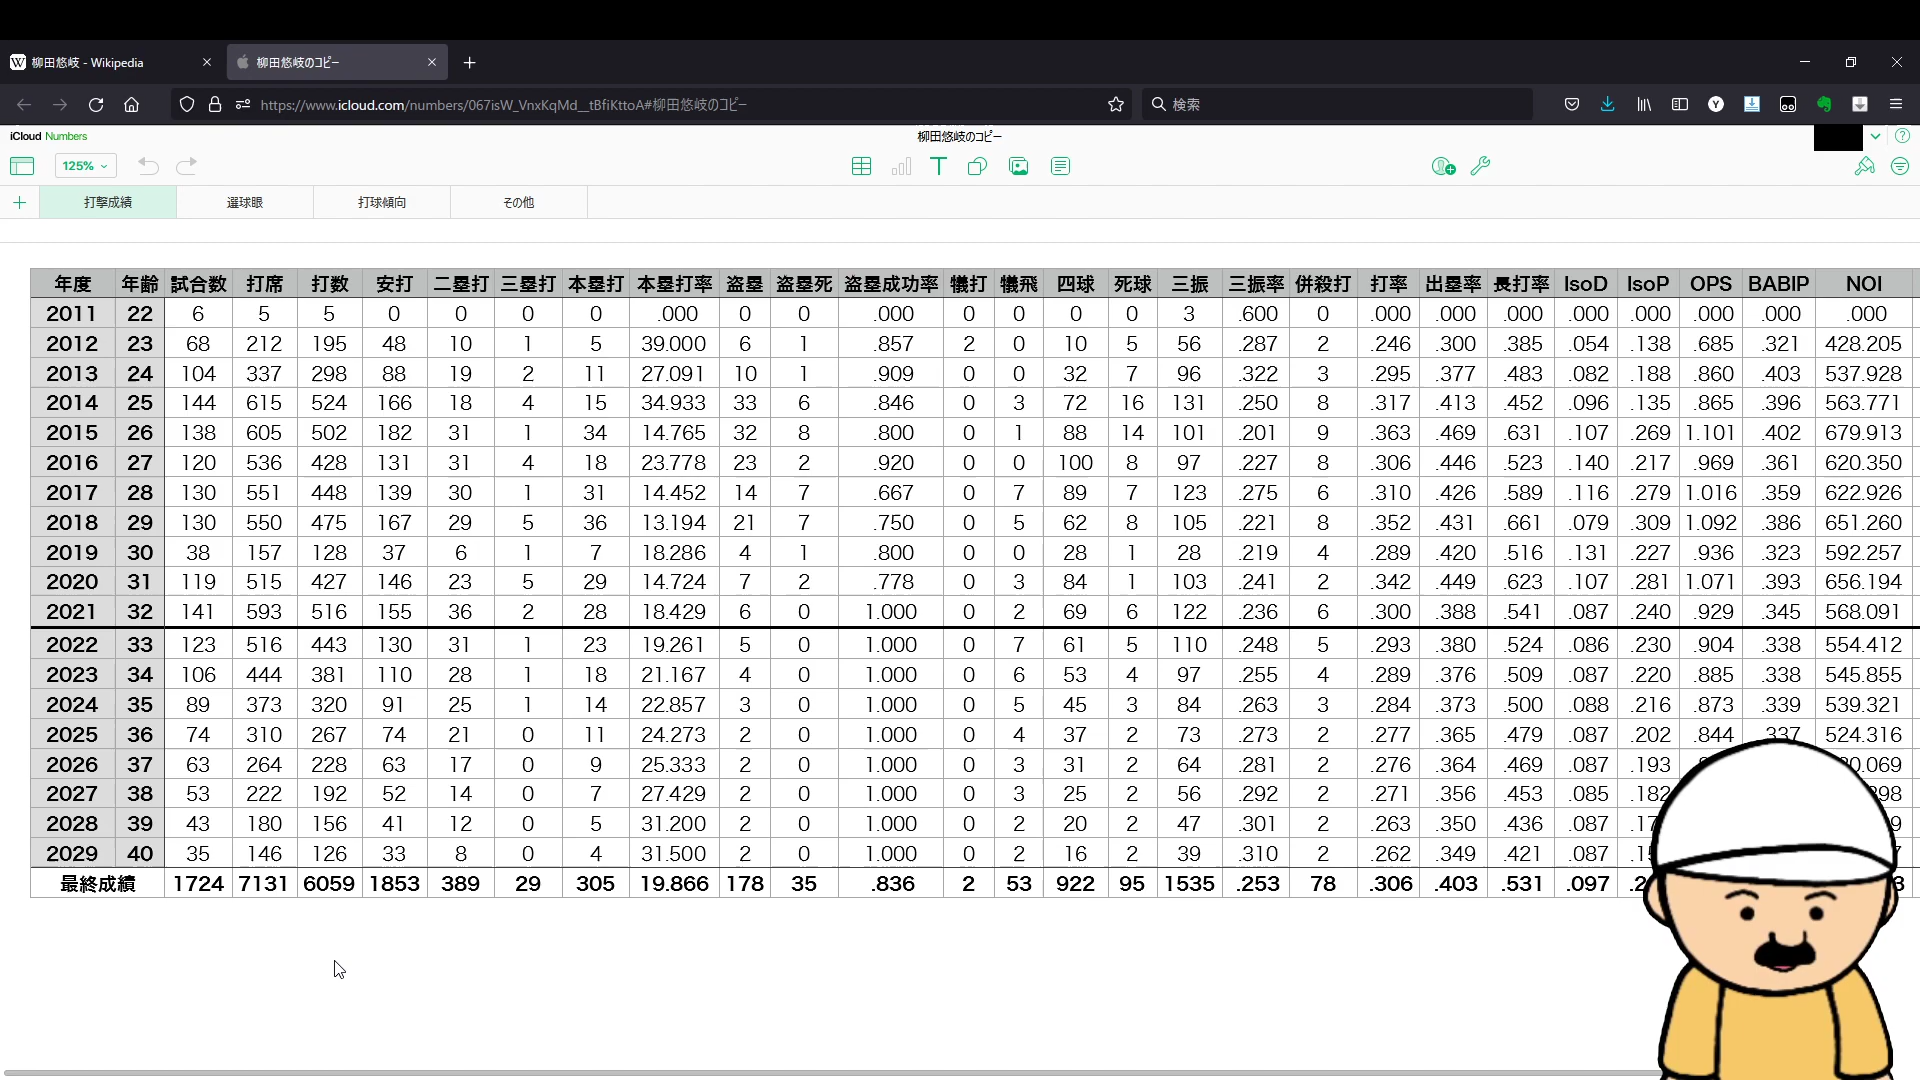 柳田悠岐 - Wikipedia
柳田悠岐のコピー
https://www.icloud.com/numbers/067isW_VnxKqMd__tBfiKttoA#柳田悠岐のコピー
検索
iCloud Numbers
柳田悠岐のコピー
125%
打撃成績 選球眼 打球傾向 その他
年度 年齢 試合数 打席 打数 安打 二塁打 三塁打 本塁打 本塁打率 盗塁 盗塁死 盗塁成功率 犠打 犠飛 四球 死球 三振 三振率 併殺打 打率 出塁率 長打率 IsoD IsoP OPS BABIP NOI
2011 22 6 5 5 0 0 0 0 .000 0 0 .000 0 0 0 0 3 .600 0 .000 .000 .000 .000 .000 .000 .000 .000
2012 23 68 212 195 48 10 1 5 39.000 6 1 .857 2 0 10 5 56 .287 2 .246 .300 .385 .054 .138 .685 .321 428.205
2013 24 104 337 298 88 19 2 11 27.091 10 1 .909 0 0 32 7 96 .322 3 .295 .377 .483 .082 .188 .860 .403 537.928
2014 25 144 615 524 166 18 4 15 34.933 33 6 .846 0 3 72 16 131 .250 8 .317 .413 .452 .096 .135 .865 .396 563.771
2015 26 138 605 502 182 31 1 34 14.765 32 8 .800 0 1 88 14 101 .201 9 .363 .469 .631 .107 .269 1.101 .402 679.913
2016 27 120 536 428 131 31 4 18 23.778 23 2 .920 0 0 100 8 97 .227 8 .306 .446 .523 .140 .217 .969 .361 620.350
2017 28 130 551 448 139 30 1 31 14.452 14 7 .667 0 7 89 7 123 .275 6 .310 .426 .589 .116 .279 1.016 .359 622.926
2018 29 130 550 475 167 29 5 36 13.194 21 7 .750 0 5 62 8 105 .221 8 .352 .431 .661 .079 .309 1.092 .386 651.260
2019 30 38 157 128 37 6 1 7 18.286 4 1 .800 0 0 28 1 28 .219 4 .289 .420 .516 .131 .227 .936 .323 592.257
2020 31 119 515 427 146 23 5 29 14.724 7 2 .778 0 3 84 1 103 .241 2 .342 .449 .623 .107 .281 1.071 .393 656.194
2021 32 141 593 516 155 36 2 28 18.429 6 0 1.000 0 2 69 6 122 .236 6 .300 .388 .541 .087 .240 .929 .345 568.091
2022 33 123 516 443 130 31 1 23 19.261 5 0 1.000 0 7 61 5 110 .248 5 .293 .380 .524 .086 .230 .904 .338 554.412
2023 34 106 444 381 110 28 1 18 21.167 4 0 1.000 0 6 53 4 97 .255 4 .289 .376 .509 .087 .220 .885 .338 545.855
2024 35 89 373 320 91 25 1 14 22.857 3 0 1.000 0 5 45 3 84 .263 3 .284 .373 .500 .088 .216 .873 .339 539.321
2025 36 74 310 267 74 21 0 11 24.273 2 0 1.000 0 4 37 2 73 .273 2 .277 .365 .479 .087 .202 .844 .337 524.316
2026 37 63 264 228 63 17 0 9 25.333 2 0 1.000 0 3 31 2 64 .281 2 .276 .364 .469 .087 .193
2027 38 53 222 192 52 14 0 7 27.429 2 0 1.000 0 3 25 2 56 .292 2 .271 .356 .453 .085 .182
2028 39 43 180 156 41 12 0 5 31.200 2 0 1.000 0 2 20 2 47 .301 2 .263 .350 .436 .087
2029 40 35 146 126 33 8 0 4 31.500 2 0 1.000 0 2 16 2 39 .310 2 .262 .349 .421 .087
最終成績 1724 7131 6059 1853 389 29 305 19.866 178 35 .836 2 53 922 95 1535 .253 78 .306 .403 .531 .097